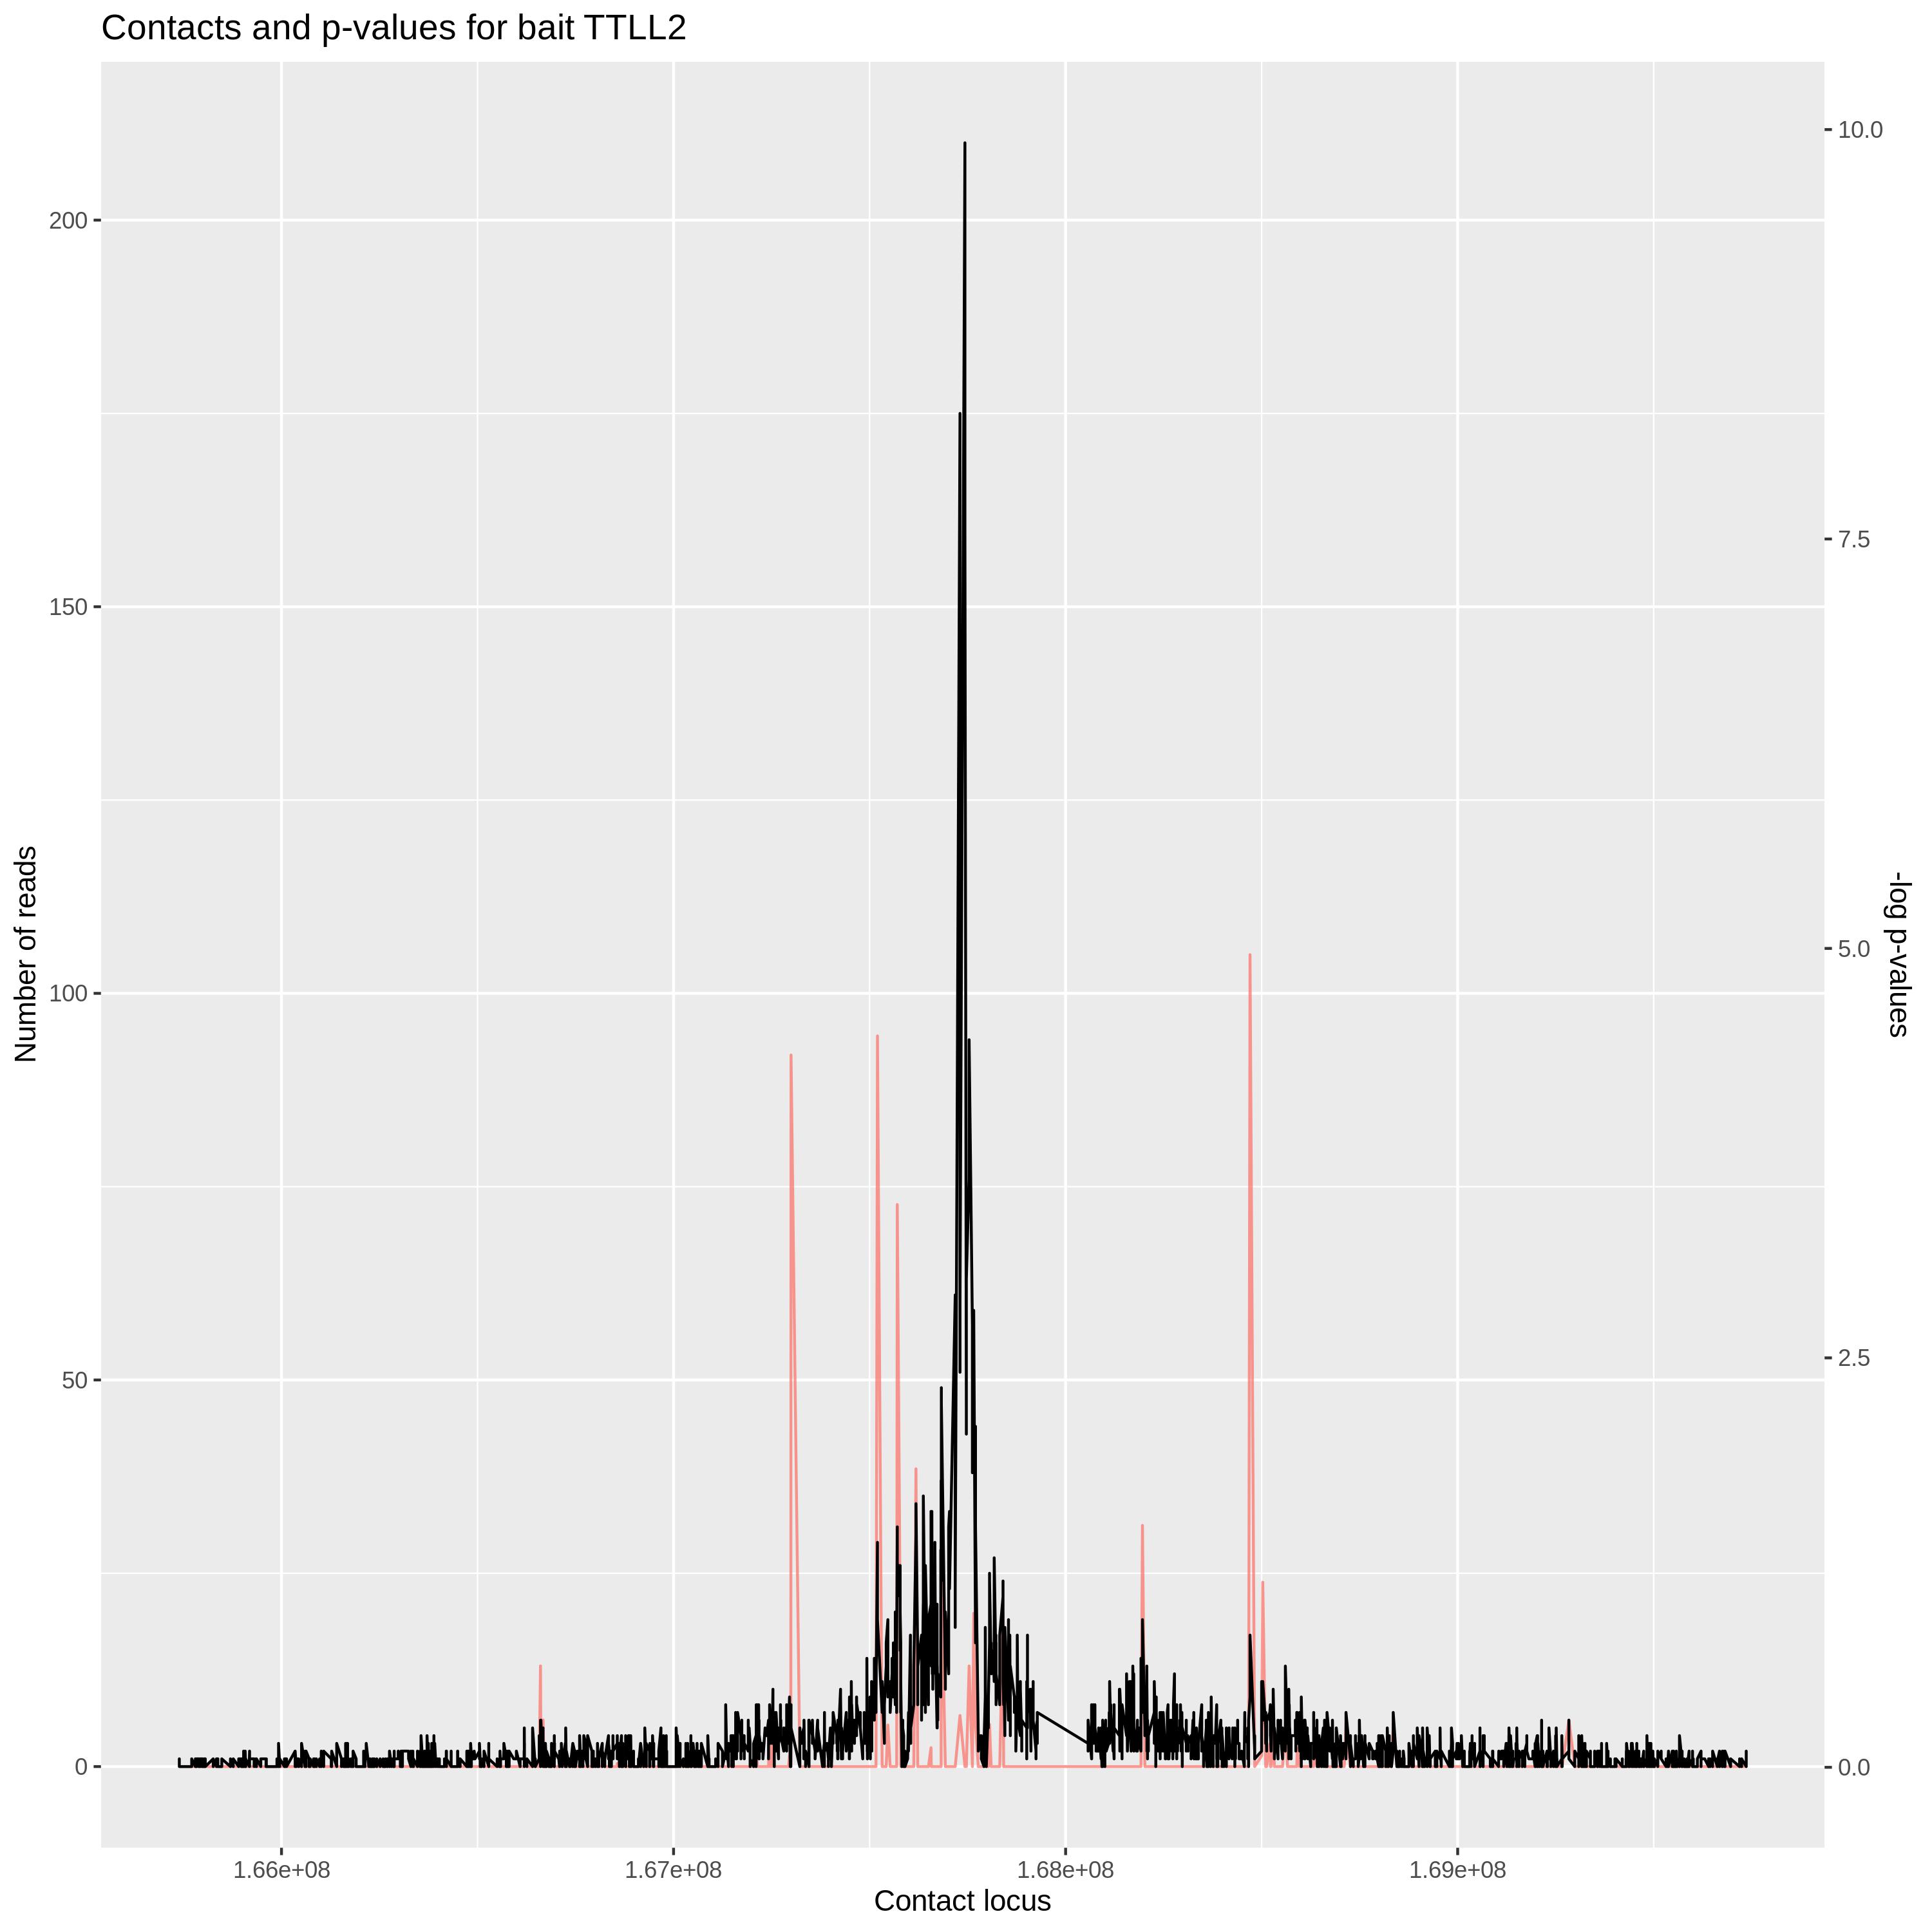 Contacts and p-values for bait TTLL2
200
150
100
50
0
Number of reads
10.0
7.5
5.0
2.5
0.0
-log p-values
1.66e+08
1.67e+08
1.68e+08
1.69e+08
Contact locus